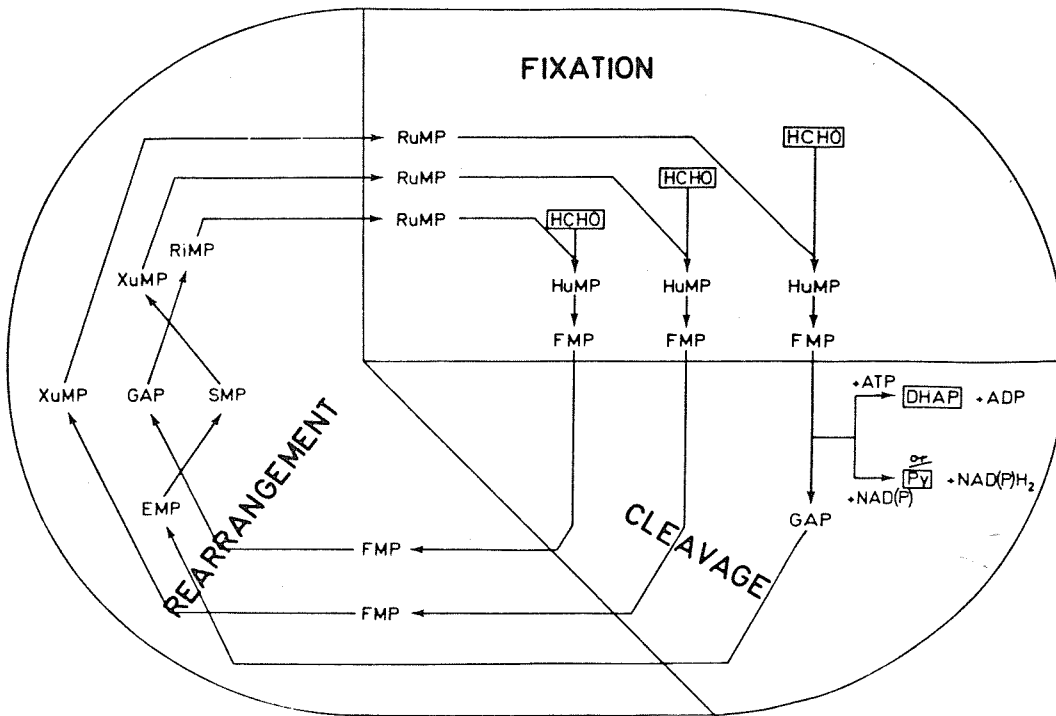 FIXATION
RuMP
HCHO
RuMP
HCHO
RuMP
HCHO
RiMP
XuMP
HuMP
HuMP
HuMP
FMP
FMP
FMP
XuMP
GAP
SMP
+ATP
DHAP +ADP
or
Py +NAD(P)H₂
+NAD(P)
EMP
GAP
REARRANGEMENT
CLEAVAGE
FMP
FMP